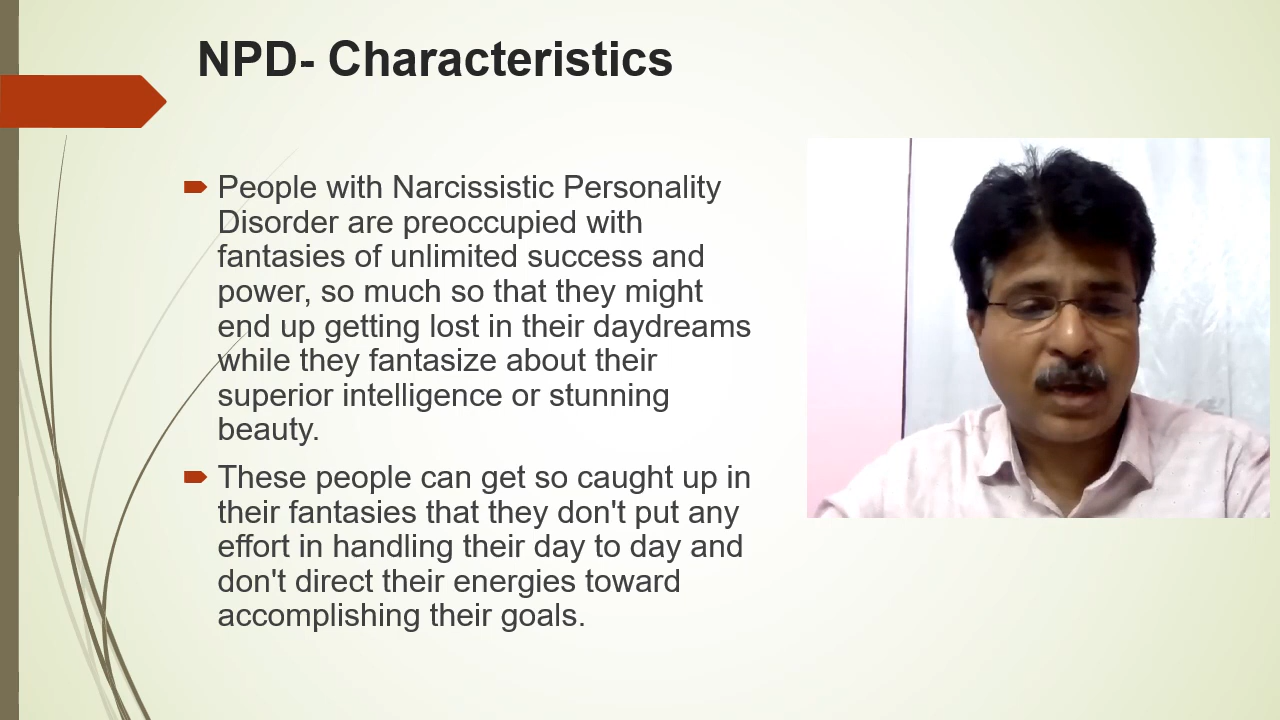 NPD- Characteristics
People with Narcissistic Personality
Disorder are preoccupied with
fantasies of unlimited success and
power, so much so that they might
end up getting lost in their daydreams
while they fantasize about their
superior intelligence or stunning
beauty.
These people can get so caught up in
their fantasies that they don't put any
effort in handling their day to day and
don't direct their energies toward
accomplishing their goals.